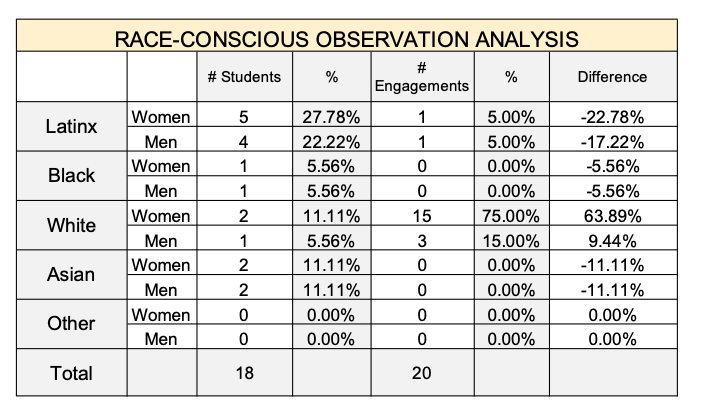 RACE-CONSCIOUS OBSERVATION ANALYSIS
# Students % # Engagements % Difference
Latinx Women 5 27.78% 1 5.00% -22.78%
Men 4 22.22% 1 5.00% -17.22%
Black Women 1 5.56% 0 0.00% -5.56%
Men 1 5.56% 0 0.00% -5.56%
White Women 2 11.11% 15 75.00% 63.89%
Men 1 5.56% 3 15.00% 9.44%
Asian Women 2 11.11% 0 0.00% -11.11%
Men 2 11.11% 0 0.00% -11.11%
Other Women 0 0.00% 0 0.00% 0.00%
Men 0 0.00% 0 0.00% 0.00%
Total 18 20